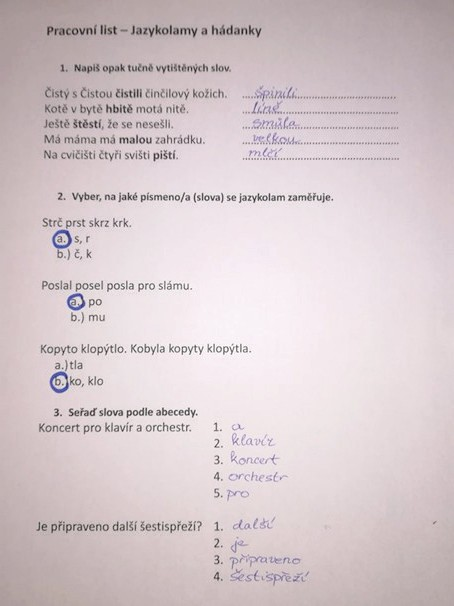 Pracovní list – Jazykolamy a hádanky
1. Napiš opak tučně vytištěných slov.
Čistý s Čistou čistili činčilový kožich. špinili
Kotě v bytě hbitě motá nitě. líně
Ještě štěstí, že se nesešli. smůla
Má máma má malou zahrádku. velkou
Na cvičišti čtyři svišti piští. mlčí
2. Vyber, na jaké písmeno/a (slova) se jazykolam zaměřuje.
Strč prst skrz krk.
a.) s, r
b.) č, k
Poslal posel posla pro slámu.
a.) po
b.) mu
Kopyto klopýtlo. Kobyla kopyty klopýtla.
a.) tla
b.) ko, klo
3. Seřaď slova podle abecedy.
Koncert pro klavír a orchestr. 1. a
2. klavír
3. koncert
4. orchestr
5. pro
Je připraveno další šestispřeží? 1. další
2. je
3. připraveno
4. šestispřeží